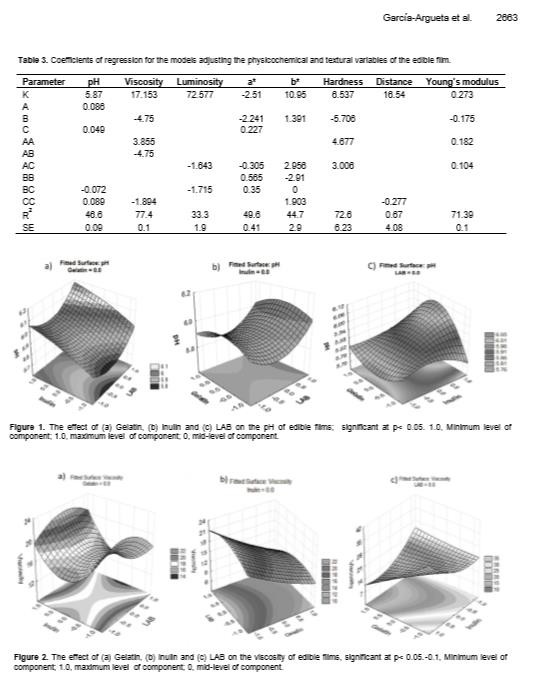 García-Argueta et al. 2663
Table 3. Coefficients of regression for the models adjusting the physicochemical and textural variables of the edible film.
Parameter pH Viscosity Luminosity a* b* Hardness Distance Young's modulus
K 5.87 17.153 72.577 -2.51 10.95 6.537 16.54 0.273
A 0.086
B -4.75 -2.241 1.391 -5.706 -0.175
C 0.049 0.227
AA 3.855 4.677 0.182
AB -4.75
AC -1.643 -0.305 2.956 3.006 0.104
BB 0.565 -2.91
BC -0.072 -1.715 0.35 0
CC 0.089 -1.894 1.903 -0.277
R² 46.6 77.4 33.3 49.6 44.7 72.6 0.67 71.39
SE 0.09 0.1 1.9 0.41 2.9 6.23 4.08 0.1
a) Fitted Surface: pH
Gelatin = 0.0
b) Fitted Surface: pH
Inulin = 0.0
C) Fitted Surface: pH
LAB = 0.0
Figure 1. The effect of (a) Gelatin, (b) Inulin and (c) LAB on the pH of edible films; significant at p< 0.05. 1.0, Minimum level of
component; 1.0, maximum level of component; 0, mid-level of component.
a) Fitted Surface: Viscosity
Gelatin = 0.0
b) Fitted Surface: Viscosity
Inulin = 0.0
c) Fitted Surface: Viscosity
LAB = 0.0
Figure 2. The effect of (a) Gelatin, (b) Inulin and (c) LAB on the viscosity of edible films, significant at p< 0.05.-0.1, Minimum level of
component; 1.0, maximum level of component; 0, mid-level of component.